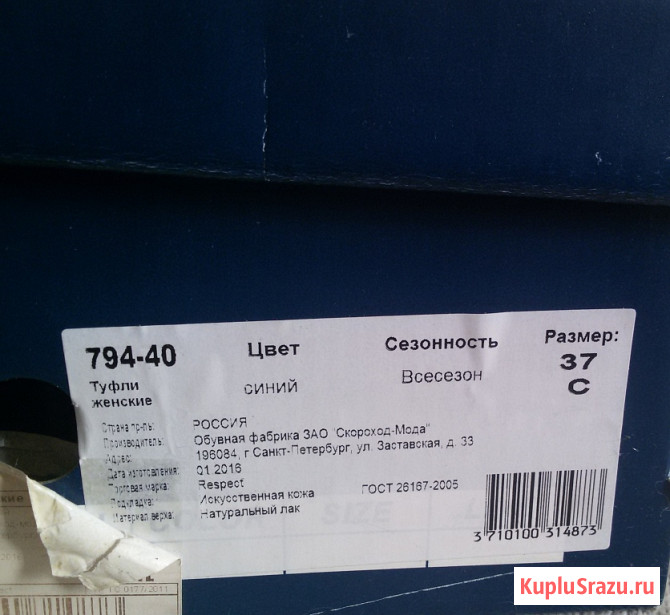 794-40 Цвет Сезонность Размер:
Туфли женские синий Всесезон 37 С
Страна пр-ль: РОССИЯ
Производитель: Обувная фабрика ЗАО "Скороход-Мода"
Адрес: 196084, г Санкт-Петербург, ул. Заставская, д. 33
Дата изготовления: 01 2016
Торговая марка: Respect
Подкладка: Искусственная кожа ГОСТ 26167-2005
Материал верха: Натуральный лак
3 710100 314873
KupluSrazu.ru